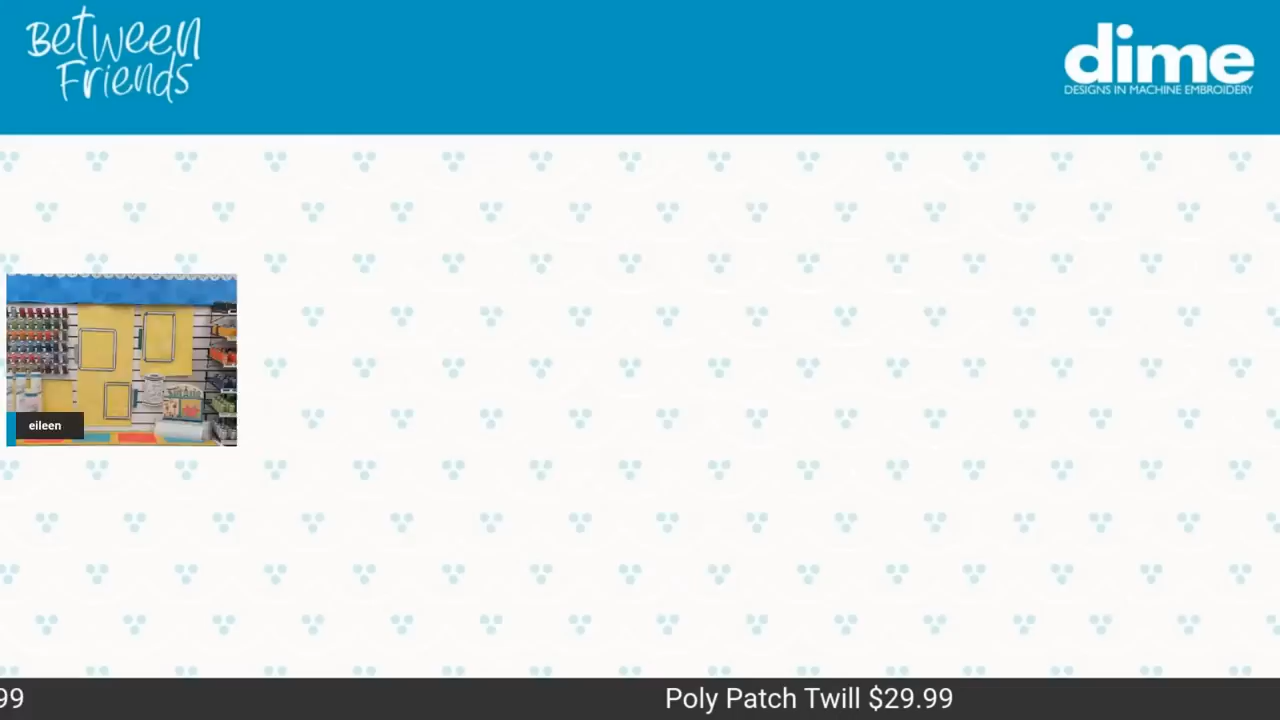 Between
Friends
dime
DESIGNS IN MACHINE EMBROIDERY
eileen
99
Poly Patch Twill $29.99